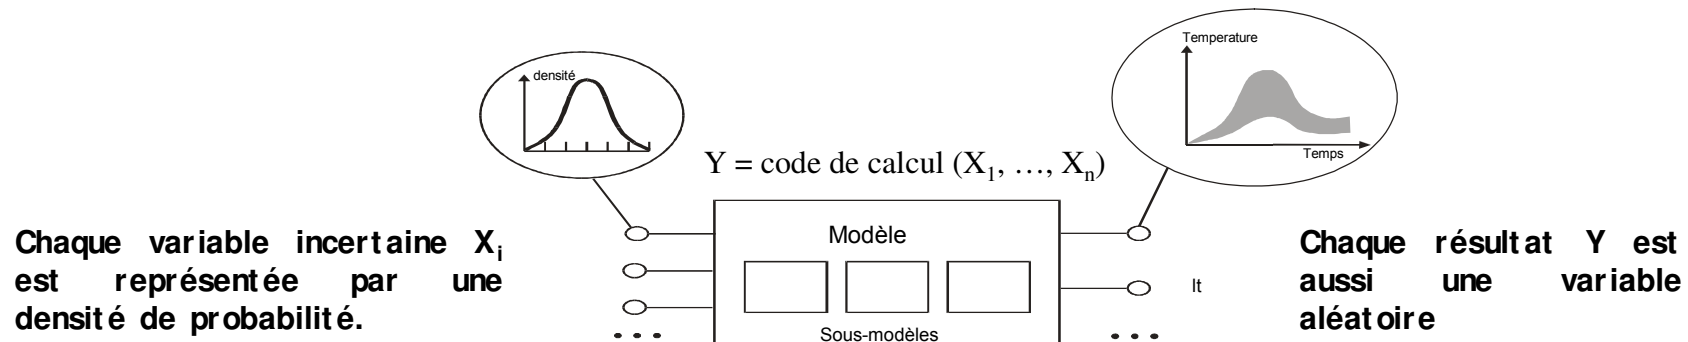 Temperature
densité
Temps
Y = code de calcul (X₁, …, Xₙ)
Chaque variable incertaine Xᵢ
est représentée par une
densité de probabilité.
Modèle
Sous-modèles
It
Chaque résultat Y est
aussi une variable
aléatoire